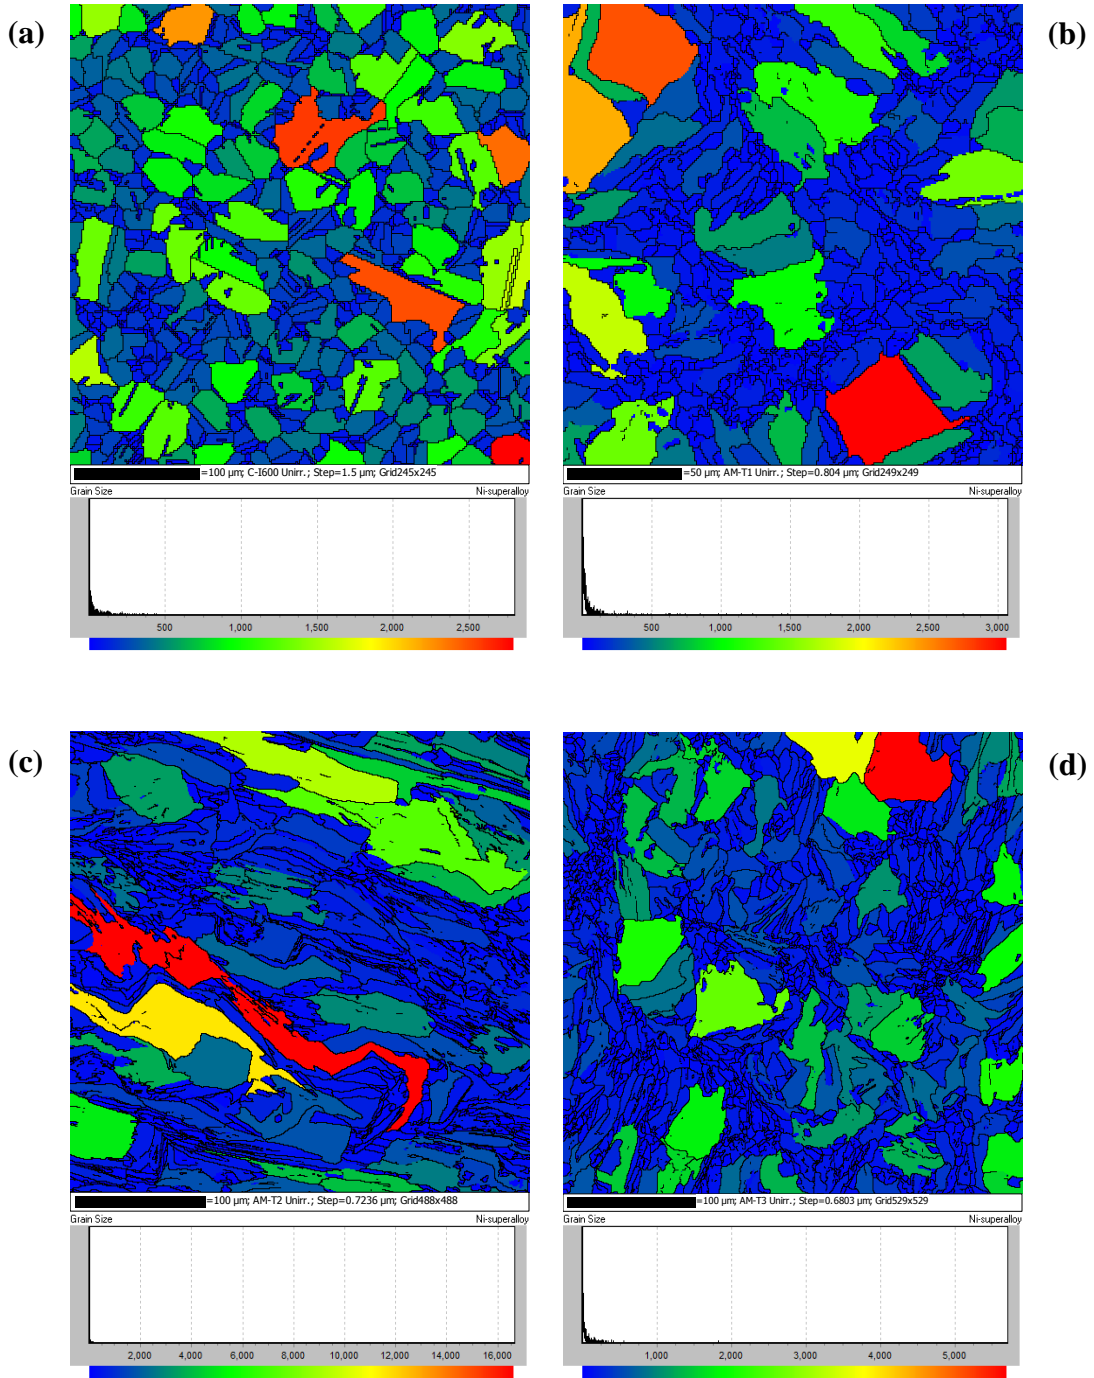 (a)
(b)
=100 µm; C-I600 Unirr.; Step=1.5 µm; Grid245x245
=50 µm; AM-T1 Unirr.; Step=0.804 µm; Grid249x249
Grain Size Ni-superalloy
Grain Size Ni-superalloy
500 1,000 1,500 2,000 2,500
500 1,000 1,500 2,000 2,500 3,000
(c)
(d)
=100 µm; AM-T2 Unirr.; Step=0.7236 µm; Grid488x488
=100 µm; AM-T3 Unirr.; Step=0.6803 µm; Grid529x529
Grain Size Ni-superalloy
Grain Size Ni-superalloy
2,000 4,000 6,000 8,000 10,000 12,000 14,000 16,000
1,000 2,000 3,000 4,000 5,000